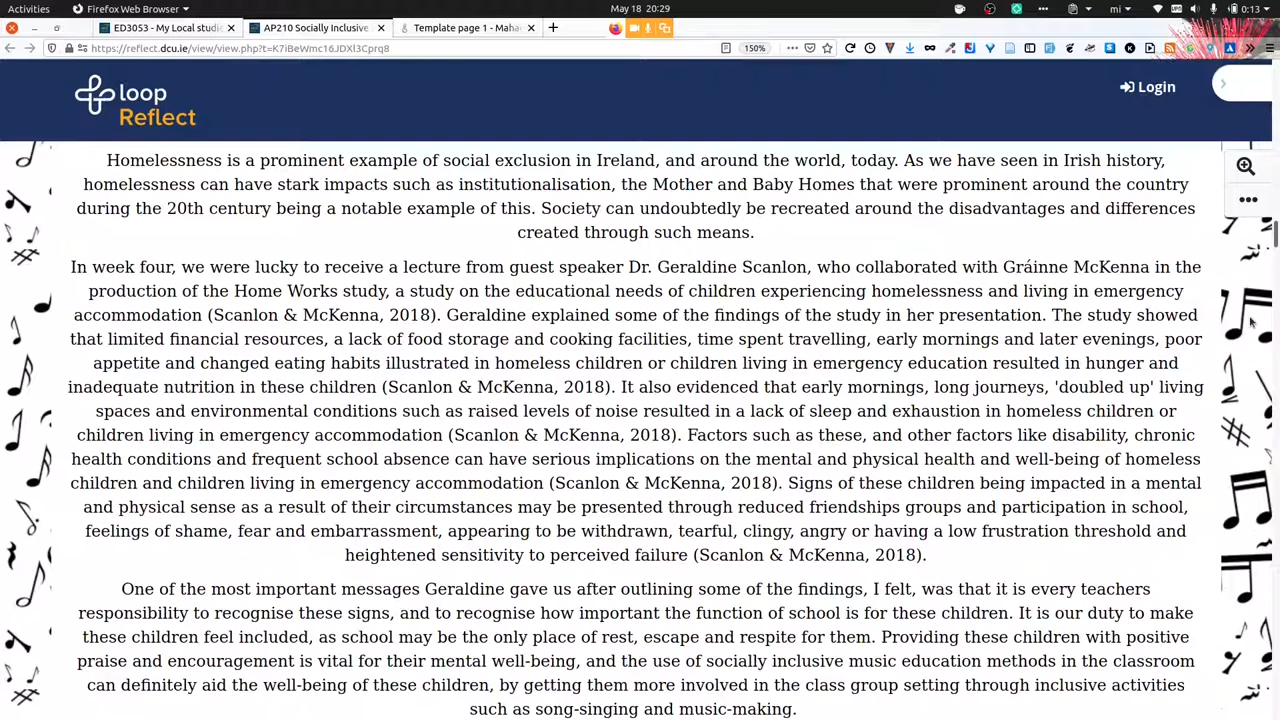 Activities
Firefox Web Browser
May 18 20:29
mi
0:13
ED3053 - My Local studi
AP210 Socially Inclusive
Template page 1 - Maha
https://reflect.dcu.ie/view/view.php?t=K7iBeWmc16JDXl3Cprq8
150%
loop
Reflect
Login
Homelessness is a prominent example of social exclusion in Ireland, and around the world, today. As we have seen in Irish history,
homelessness can have stark impacts such as institutionalisation, the Mother and Baby Homes that were prominent around the country
during the 20th century being a notable example of this. Society can undoubtedly be recreated around the disadvantages and differences
created through such means.
In week four, we were lucky to receive a lecture from guest speaker Dr. Geraldine Scanlon, who collaborated with Gráinne McKenna in the
production of the Home Works study, a study on the educational needs of children experiencing homelessness and living in emergency
accommodation (Scanlon & McKenna, 2018). Geraldine explained some of the findings of the study in her presentation. The study showed
that limited financial resources, a lack of food storage and cooking facilities, time spent travelling, early mornings and later evenings, poor
appetite and changed eating habits illustrated in homeless children or children living in emergency education resulted in hunger and
inadequate nutrition in these children (Scanlon & McKenna, 2018). It also evidenced that early mornings, long journeys, 'doubled up' living
spaces and environmental conditions such as raised levels of noise resulted in a lack of sleep and exhaustion in homeless children or
children living in emergency accommodation (Scanlon & McKenna, 2018). Factors such as these, and other factors like disability, chronic
health conditions and frequent school absence can have serious implications on the mental and physical health and well-being of homeless
children and children living in emergency accommodation (Scanlon & McKenna, 2018). Signs of these children being impacted in a mental
and physical sense as a result of their circumstances may be presented through reduced friendships groups and participation in school,
feelings of shame, fear and embarrassment, appearing to be withdrawn, tearful, clingy, angry or having a low frustration threshold and
heightened sensitivity to perceived failure (Scanlon & McKenna, 2018).
One of the most important messages Geraldine gave us after outlining some of the findings, I felt, was that it is every teachers
responsibility to recognise these signs, and to recognise how important the function of school is for these children. It is our duty to make
these children feel included, as school may be the only place of rest, escape and respite for them. Providing these children with positive
praise and encouragement is vital for their mental well-being, and the use of socially inclusive music education methods in the classroom
can definitely aid the well-being of these children, by getting them more involved in the class group setting through inclusive activities
such as song-singing and music-making.